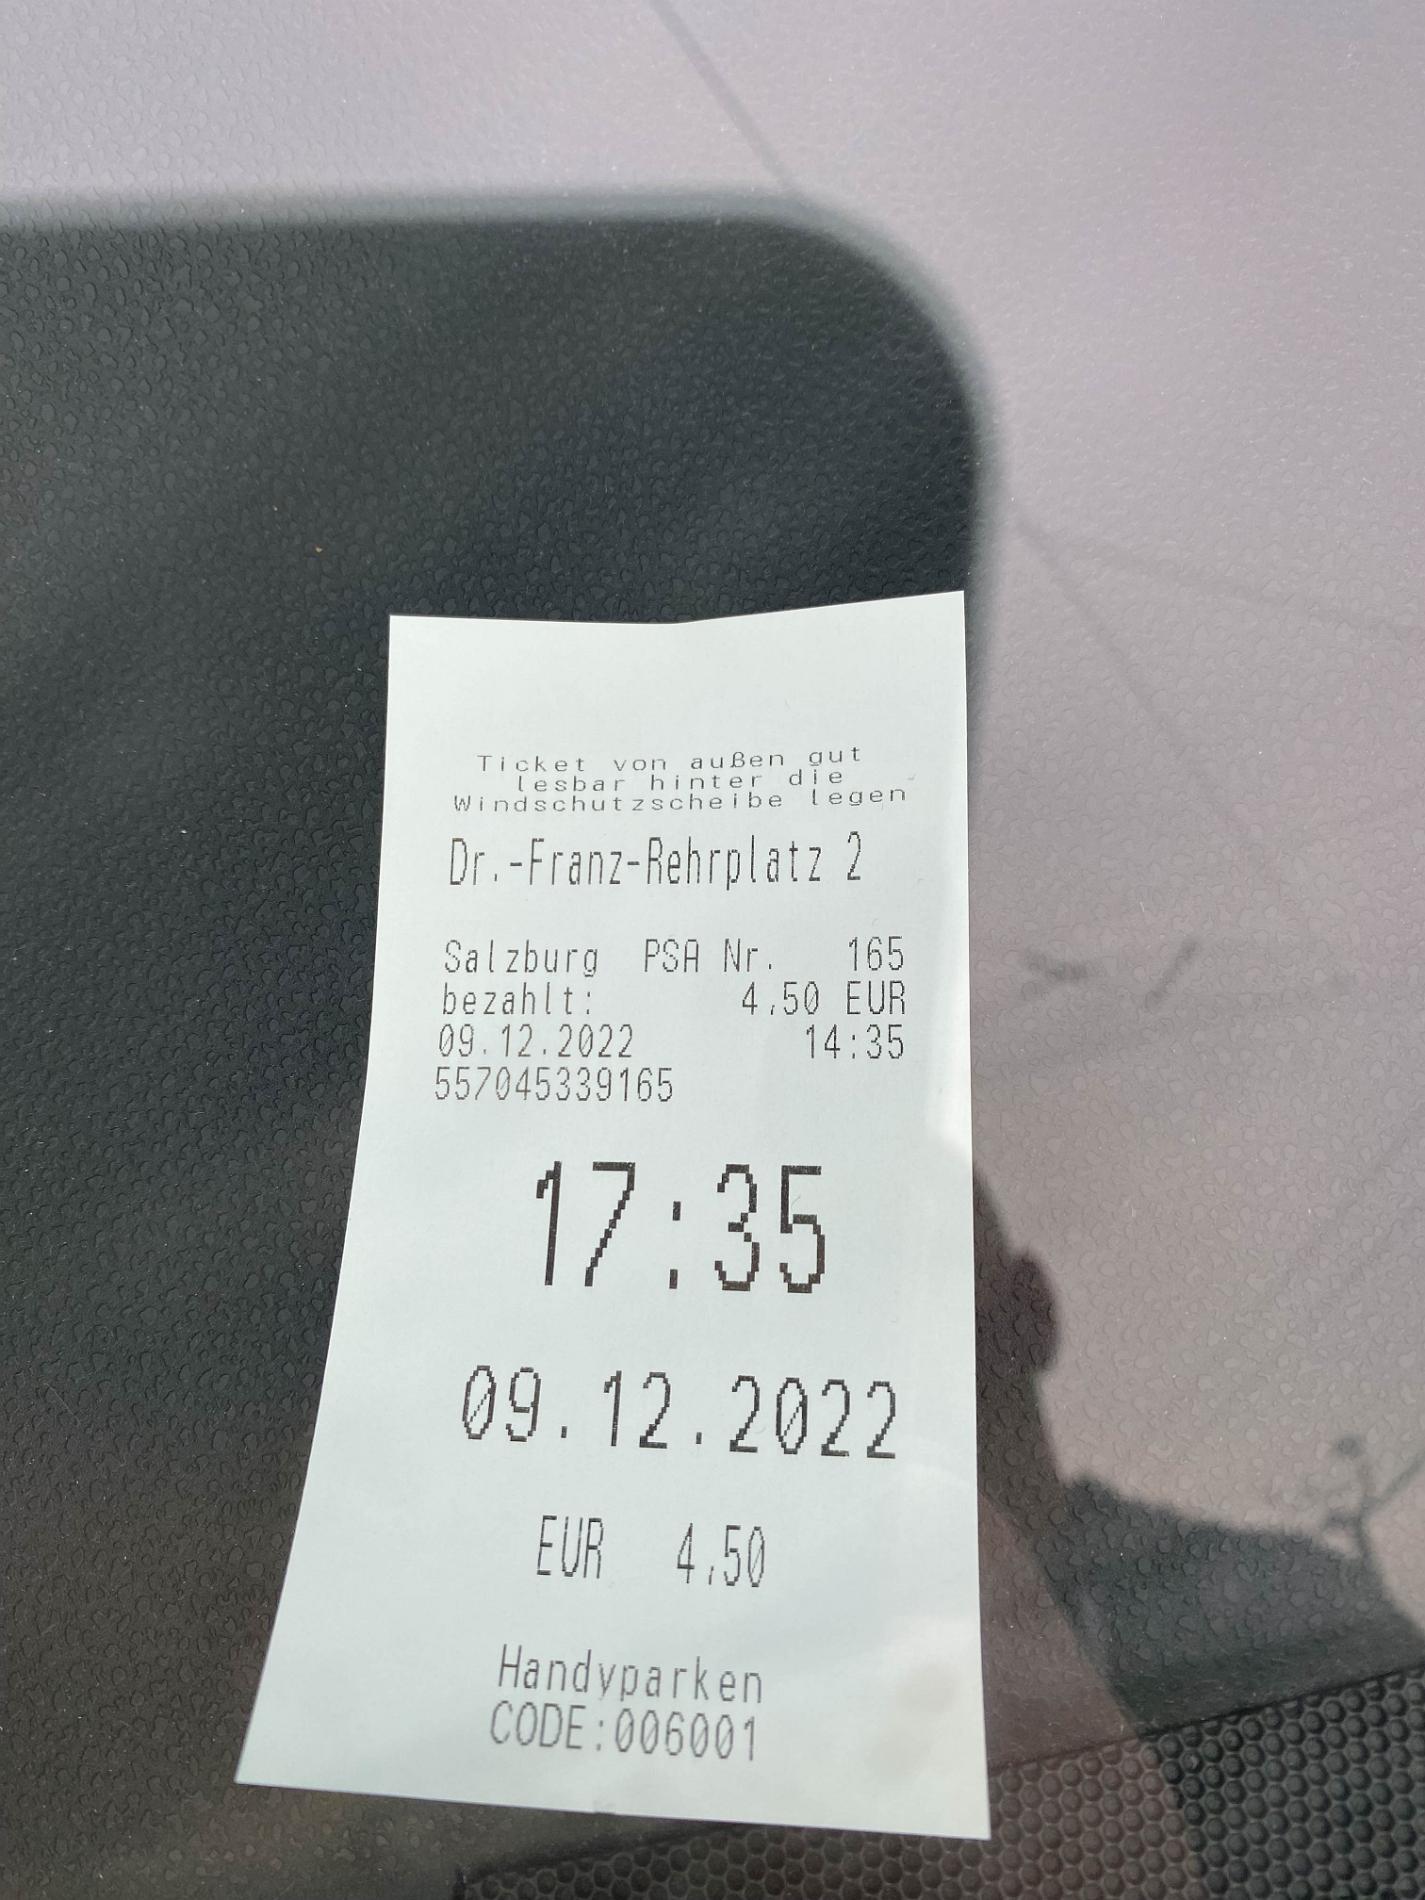 Ticket von außen gut
lesbar hinter die
Windschutzscheibe legen
Dr.-Franz-Rehrplatz 2
Salzburg PSA Nr. 165
bezahlt: 4,50 EUR
09.12.2022 14:35
557045339165
17:35
09.12.2022
EUR 4,50
Handyparken
CODE:006001